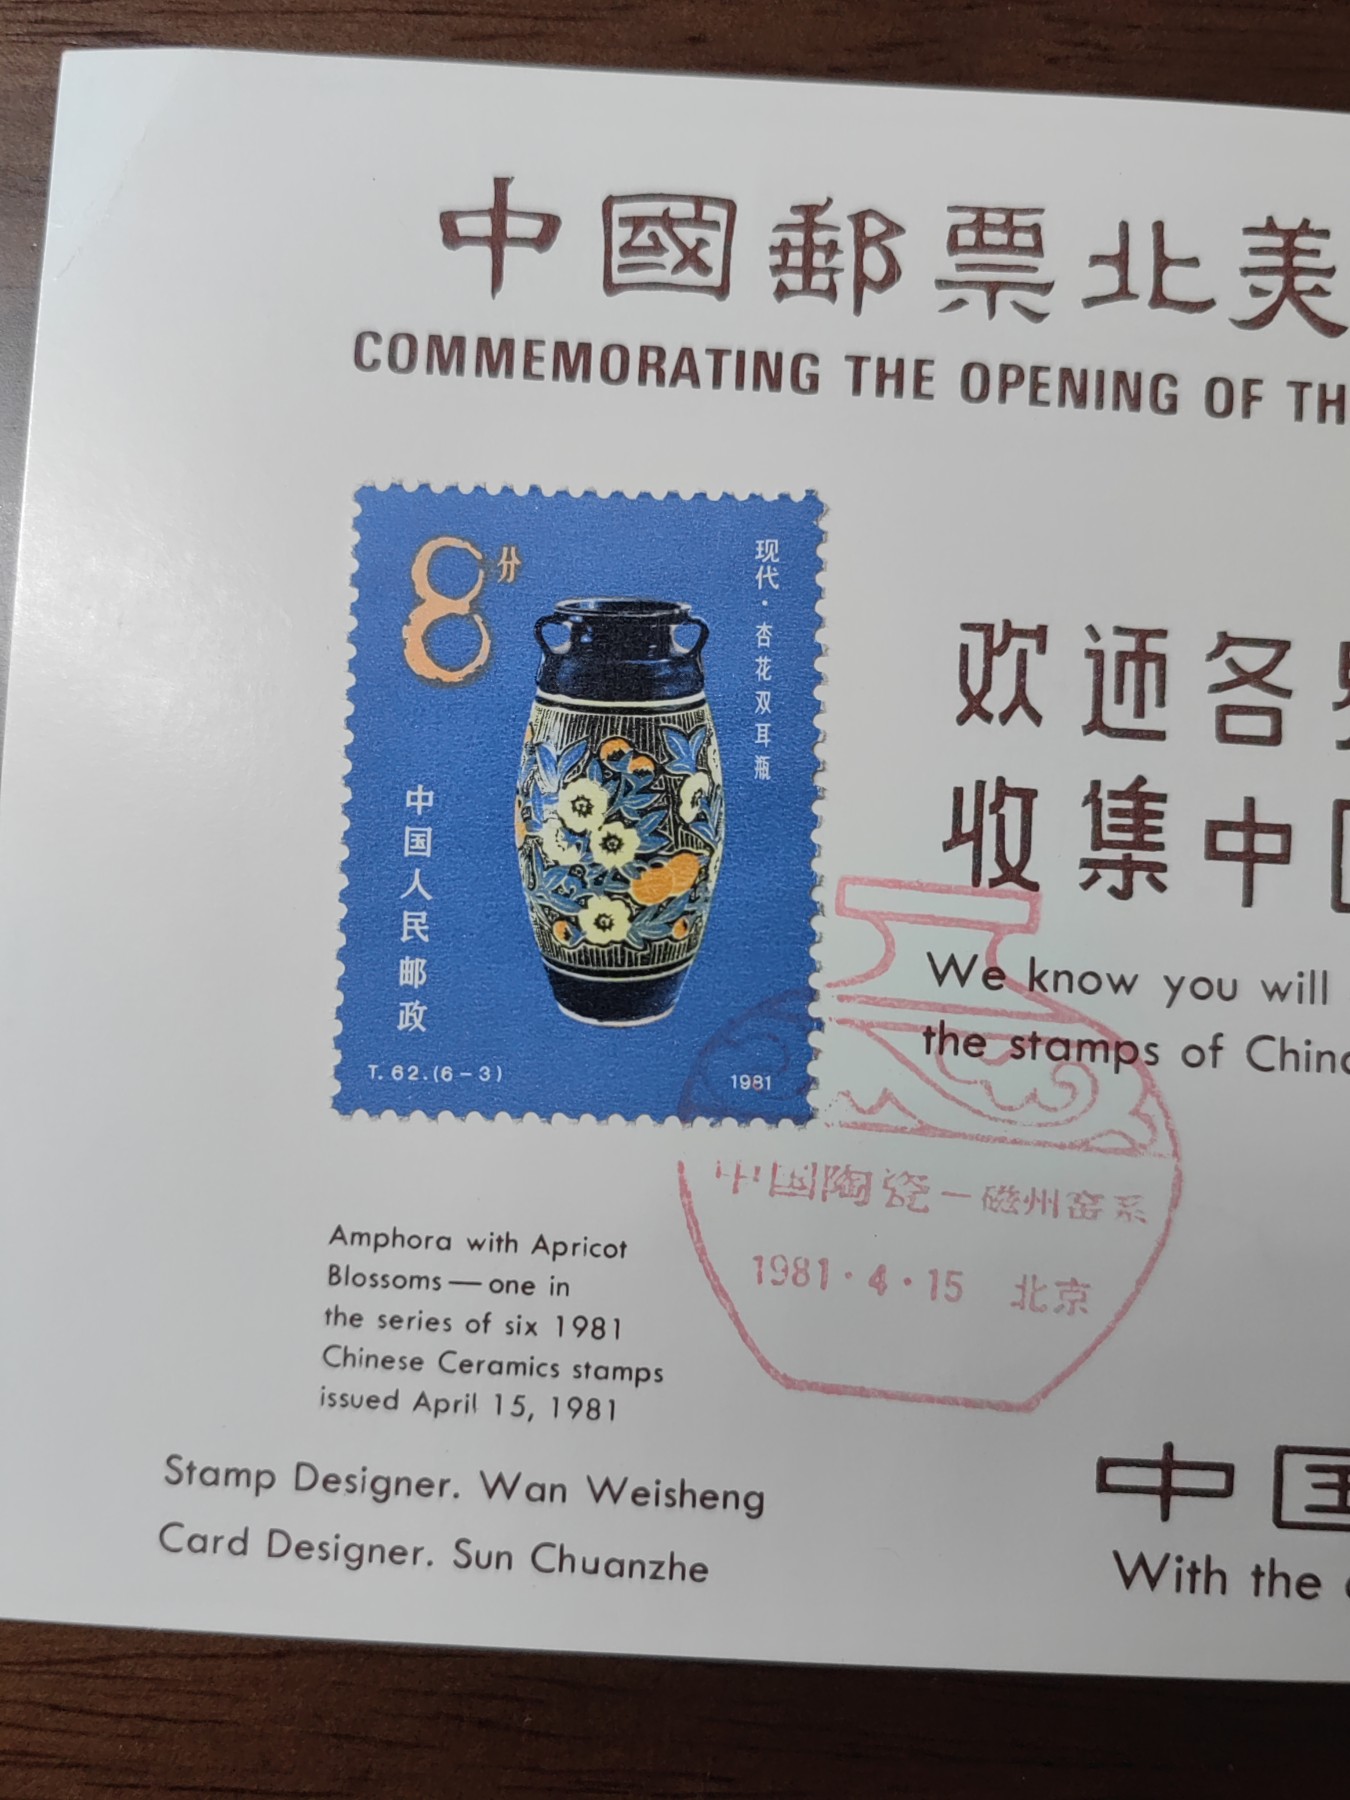 中國郵票北美
COMMEMORATING THE OPENING OF TH
8分
现代·杏花双耳瓶
中国人民邮政
T. 62.(6-3)
1981
欢迊各
收集中
We know you will
the stamps of Chin
中国陶瓷－磁州窑系
1981·4·15 北京
Amphora with Apricot
Blossoms — one in
the series of six 1981
Chinese Ceramics stamps
issued April 15, 1981
Stamp Designer. Wan Weisheng
Card Designer. Sun Chuanzhe
中国
With the